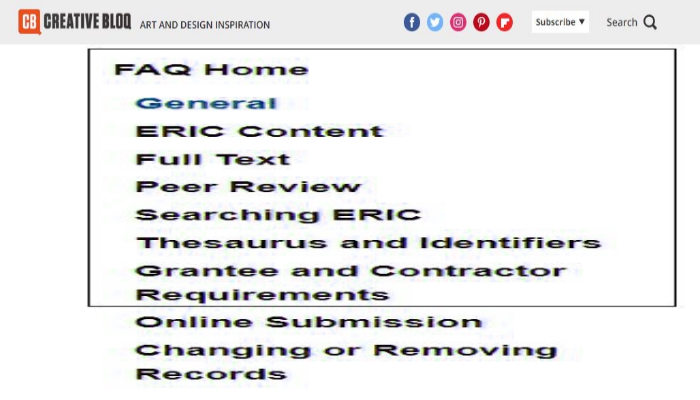 CB CREATIVE BLOQ ART AND DESIGN INSPIRATION
Subscribe ▼
Search
FAQ Home
General
ERIC Content
Full Text
Peer Review
Searching ERIC
Thesaurus and Identifiers
Grantee and Contractor
Requirements
Online Submission
Changing or Removing
Records